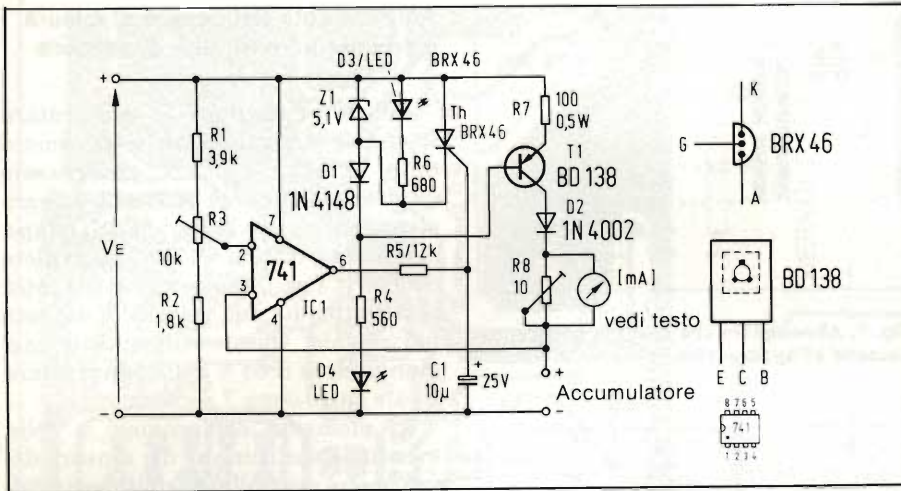 D3/LED
BRX 46
+
Z1
5,1V
Th
BRX 46
R7
100
0,5W
K
R1
3,9k
G
BRX 46
D1
R6
680
T1
BD 138
A
1N 4148
D2
1N 4002
VE
R3
10k
7
2
741
6
R5/12k
R8
10
[mA]
BD138
3
IC1
4
R2
1,8k
R4
560
vedi testo
D4
LED
C1
10μ
+
25V
+
Accumulatore
E C B
-
-
8 7 6 5
741
1 2 3 4